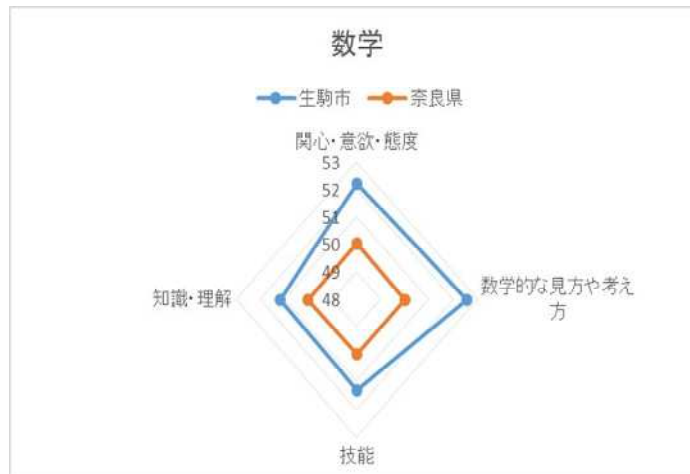 数学
生駒市 奈良県
関心・意欲・態度
53
52
51
50
49
48
知識・理解
数学的な見方や考え
方
技能